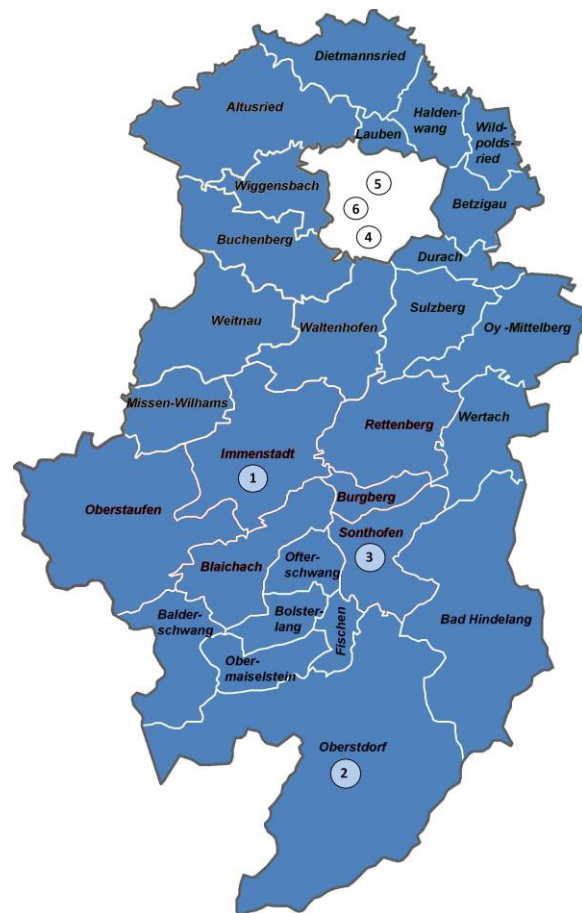 Dietmannsried
Altusried
Halden-
wang
Lauben
Wild-
polds-
ried
Wiggensbach
5
6
Betzigau
4
Buchenberg
Durach
Sulzberg
Weitnau
Waltenhofen
Oy -Mittelberg
Missen-Wilhams
Rettenberg
Wertach
Immenstadt
1
Burgberg
Oberstaufen
Sonthofen
3
Ofter-
schwang
Blaichach
Balder-
schwang
Bolster-
lang
Fischen
Bad Hindelang
Ober-
maiselstein
Oberstdorf
2